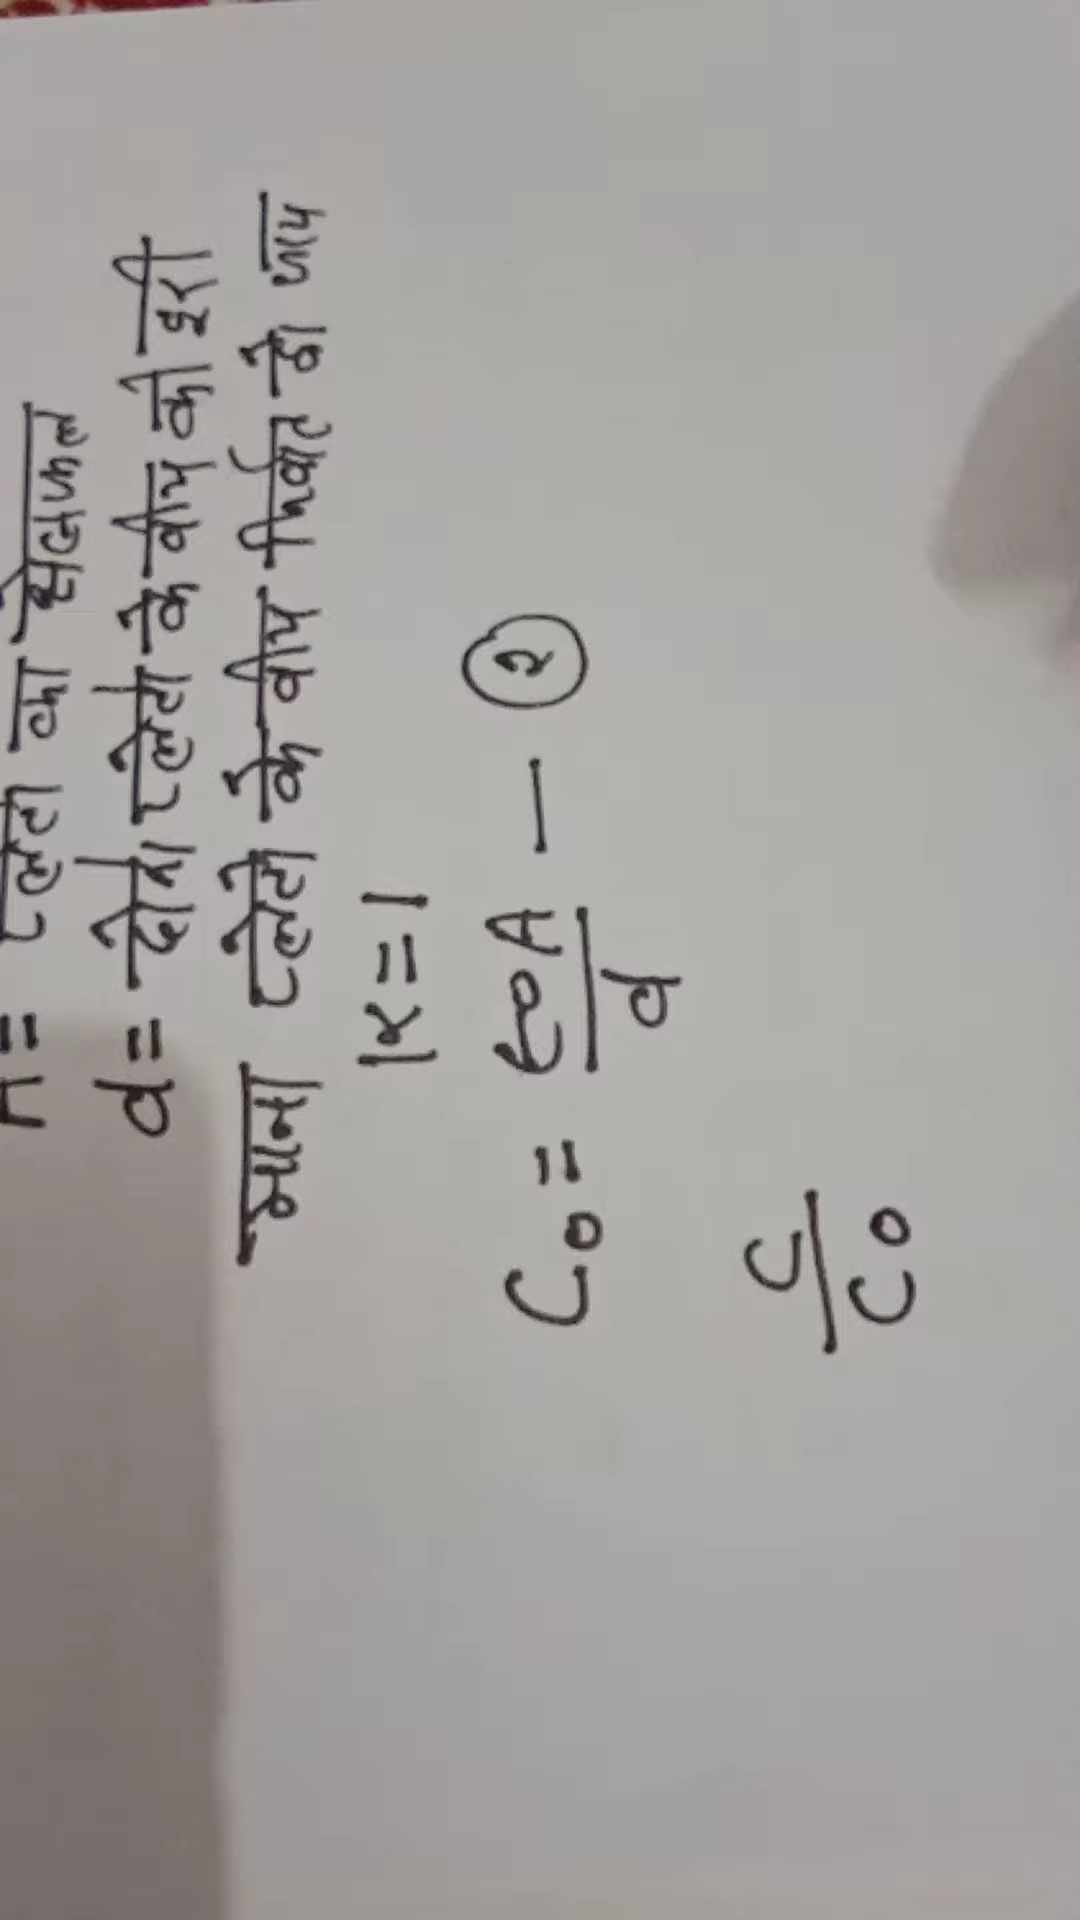 A = प्लेटो का क्षेत्रफल
d = दोनो प्लेटो के बीच की दूरी
माना प्लेटो के बीच निर्वात हो जाय
K = 1
C₀ = ε₀A/d — ②
C/C₀